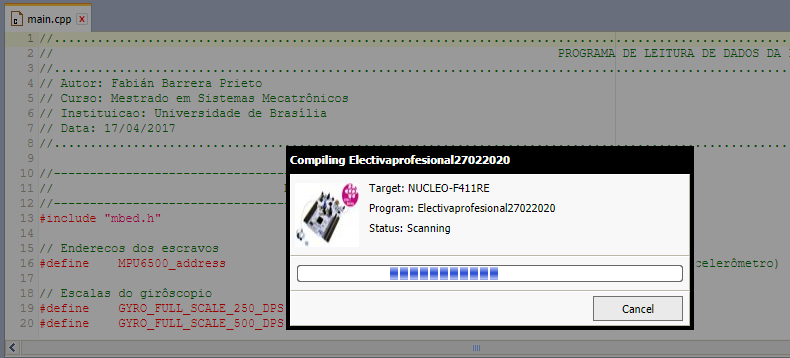 main.cpp
1 //....................................................................................................
2 // PROGRAMA DE LEITURA DE DADOS DA
3 //....................................................................................................
4 // Autor: Fabián Barrera Prieto
5 // Curso: Mestrado em Sistemas Mecatrônicos
6 // Instituicao: Universidade de Brasília
7 // Data: 17/04/2017
8 //....................................................................................................
9
10 //------------------------------
11 //
12 //------------------------------
13 #include "mbed.h"
14
15 // Enderecos dos escravos
16 #define MPU6500_address celerômetro)
17
18 // Escalas do girôscopio
19 #define GYRO_FULL_SCALE_250_DPS
20 #define GYRO_FULL_SCALE_500_DPS
Compiling Electivaprofesional27022020
Target: NUCLEO-F411RE
Program: Electivaprofesional27022020
Status: Scanning
Cancel